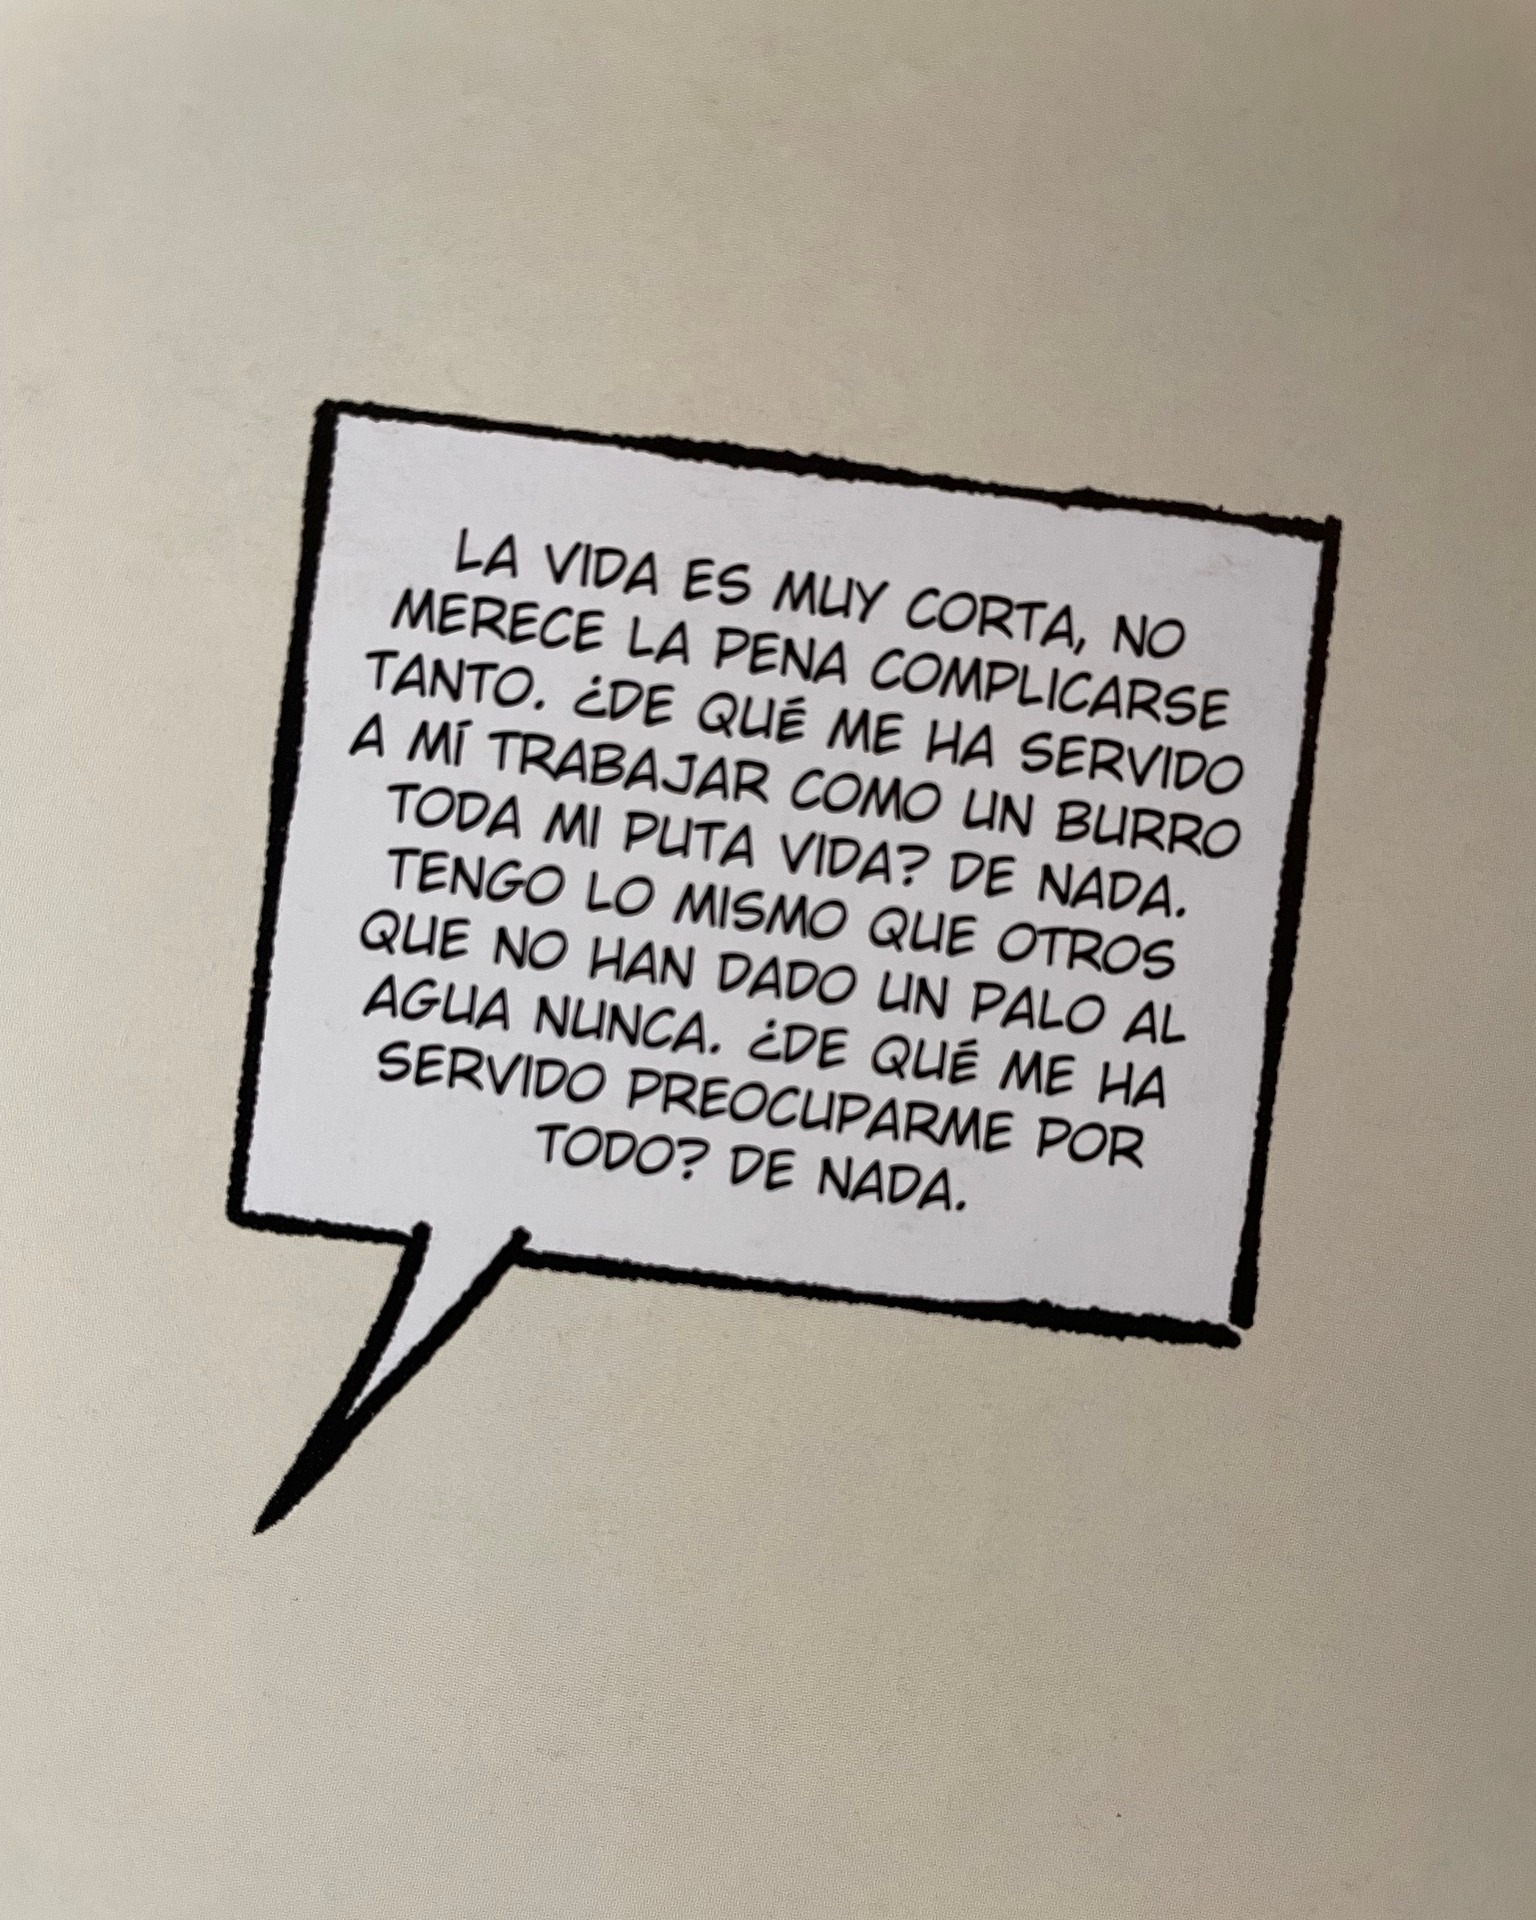 LA VIDA ES MUY CORTA, NO
MERECE LA PENA COMPLICARSE
TANTO. ¿DE QUÉ ME HA SERVIDO
A MÍ TRABAJAR COMO UN BURRO
TODA MI PUTA VIDA? DE NADA.
TENGO LO MISMO QUE OTROS
QUE NO HAN DADO UN PALO AL
AGUA NUNCA. ¿DE QUÉ ME HA
SERVIDO PREOCUPARME POR
TODO? DE NADA.